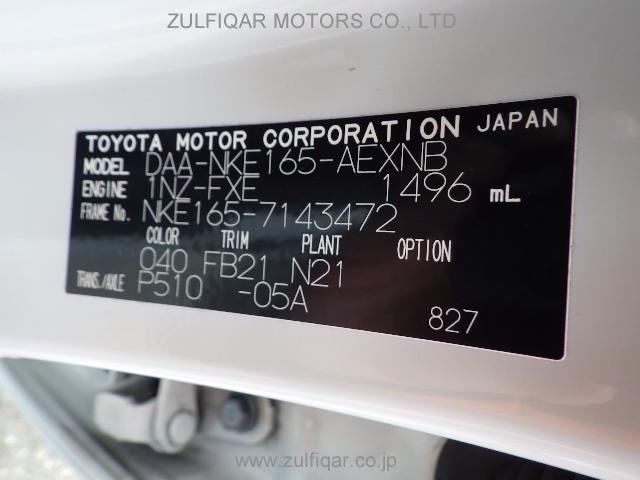 ZULFIQAR MOTORS CO., LTD
TOYOTA MOTOR CORPORATION JAPAN
MODEL DAA-NKE165-AEXNB
ENGINE 1NZ-FXE 1496 mL
FRAME No. NKE165-7143472
COLOR TRIM PLANT OPTION
040 FB21 N21
TRANS./AXLE P510 -05A
827
www.zulfiqar.co.jp